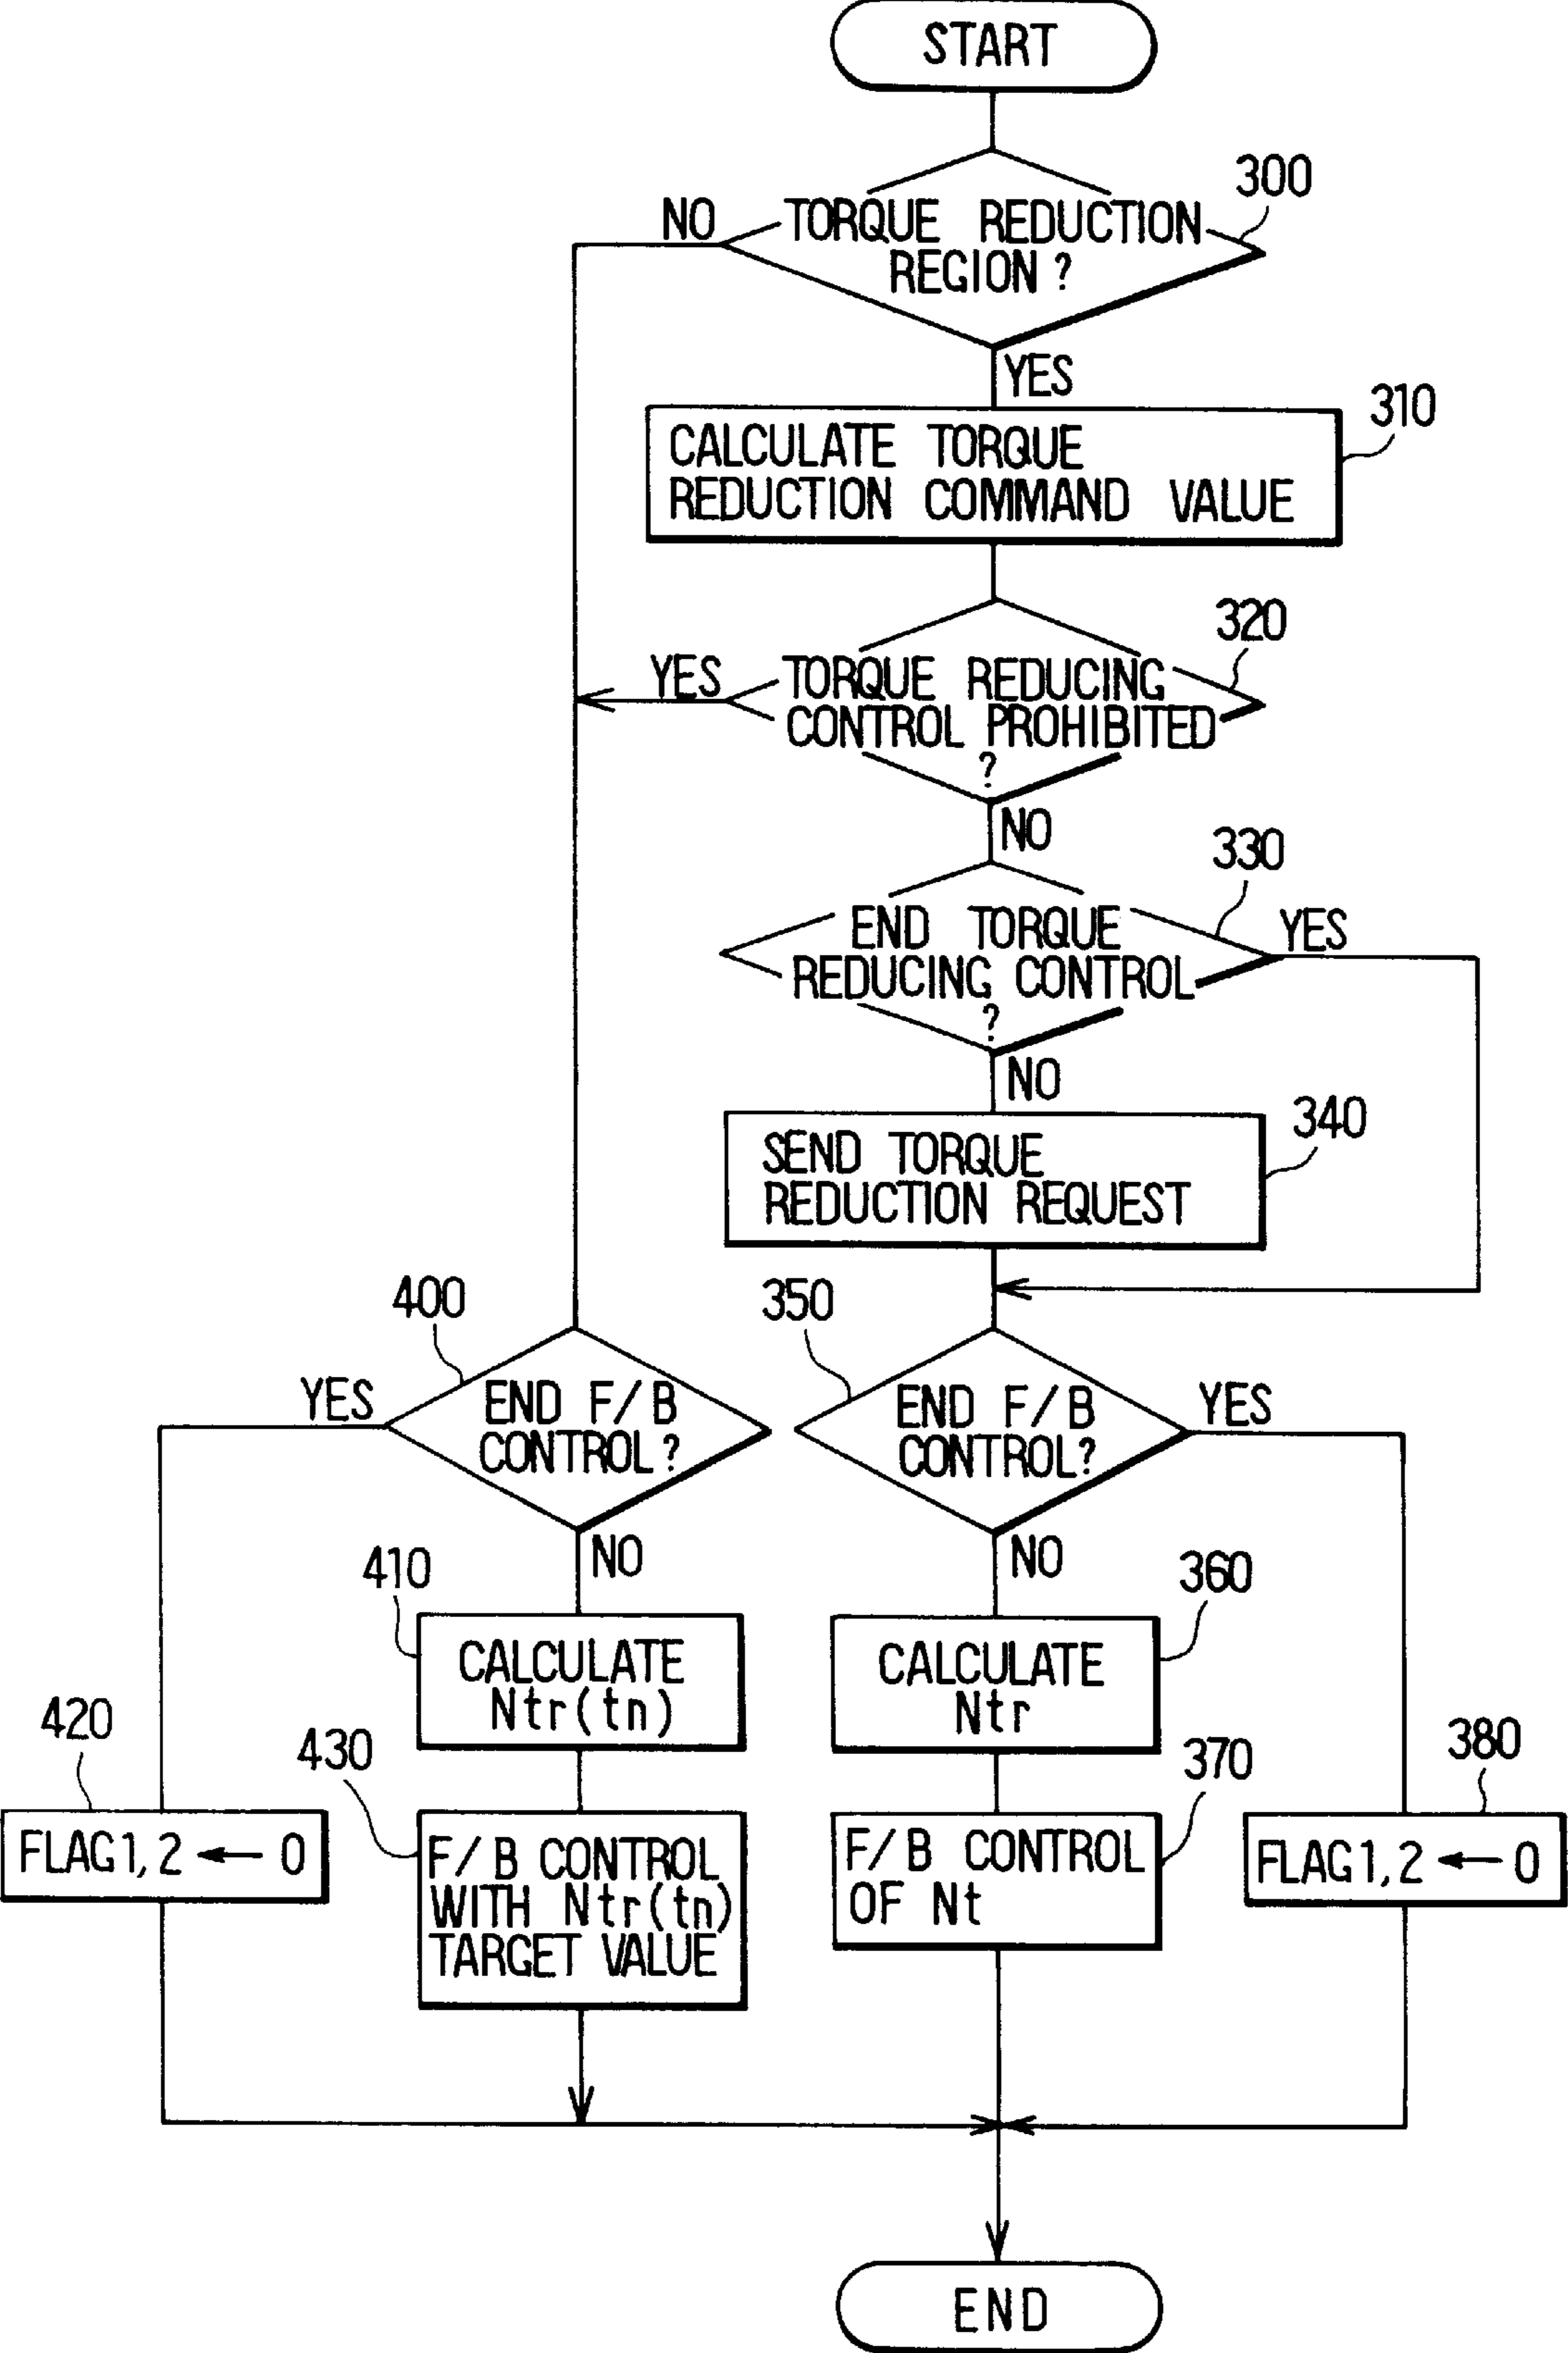 START
300
NO
TORQUE REDUCTION
REGION?
YES
310
CALCULATE TORQUE
REDUCTION COMMAND VALUE
320
YES
TORQUE REDUCING
CONTROL PROHIBITED
?
NO
330
END TORQUE
REDUCING CONTROL
?
YES
NO
340
SEND TORQUE
REDUCTION REQUEST
400
350
YES
END F/B
CONTROL?
END F/B
CONTROL?
YES
NO
NO
410
360
CALCULATE
Ntr(tn)
CALCULATE
Ntr
420
430
370
380
FLAG1,2 ← 0
F/B CONTROL
WITH Ntr(tn)
TARGET VALUE
F/B CONTROL
OF Nt
FLAG1,2 ← 0
END